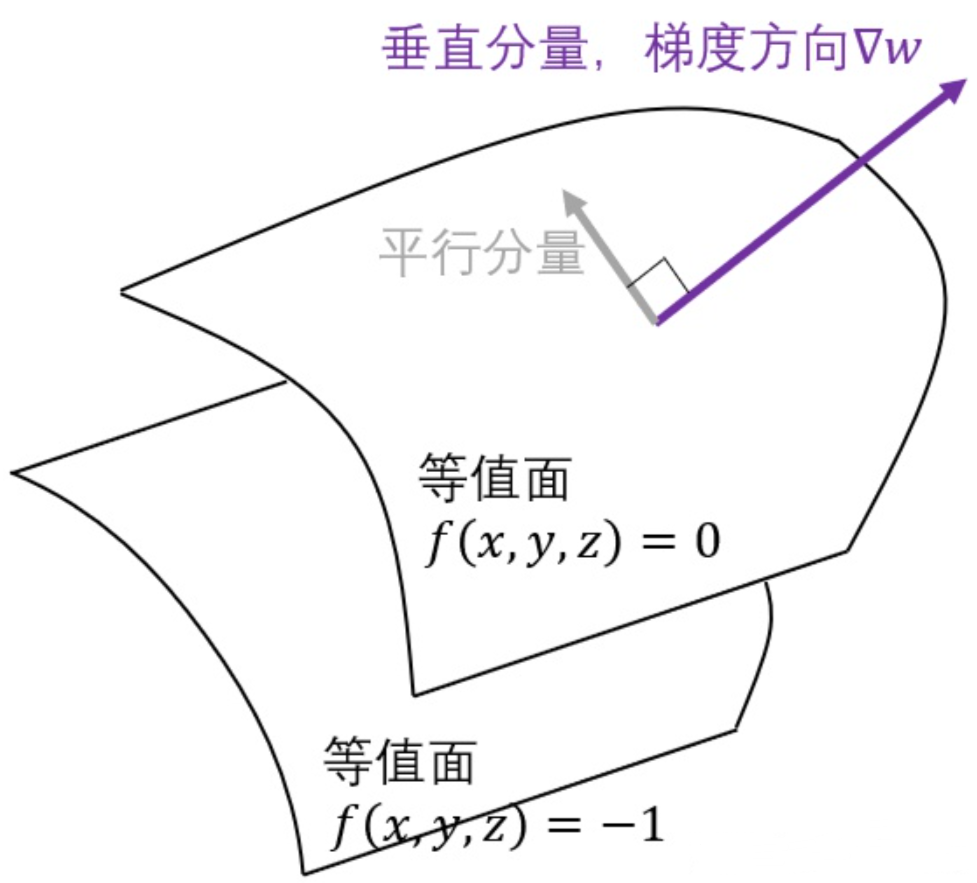 垂直分量，梯度方向∇w
平行分量
等值面
f(x, y, z) = 0
等值面
f(x, y, z) = −1